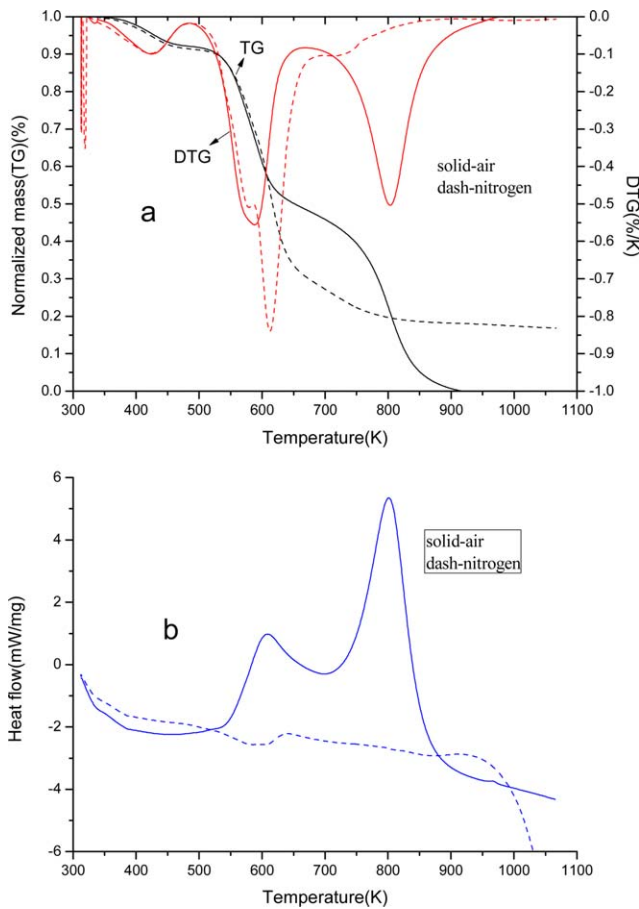 1.0
0.9
0.8
0.7
0.6
0.5
0.4
0.3
0.2
0.1
0.0
Normalized mass(TG)(%)
0.0
-0.1
-0.2
-0.3
-0.4
-0.5
-0.6
-0.7
-0.8
-0.9
-1.0
DTG(%/K)
TG
DTG
a
solid-air
dash-nitrogen
300 400 500 600 700 800 900 1000 1100
Temperature(K)
6
4
2
0
-2
-4
-6
Heat flow(mW/mg)
b
solid-air
dash-nitrogen
300 400 500 600 700 800 900 1000 1100
Temperature(K)